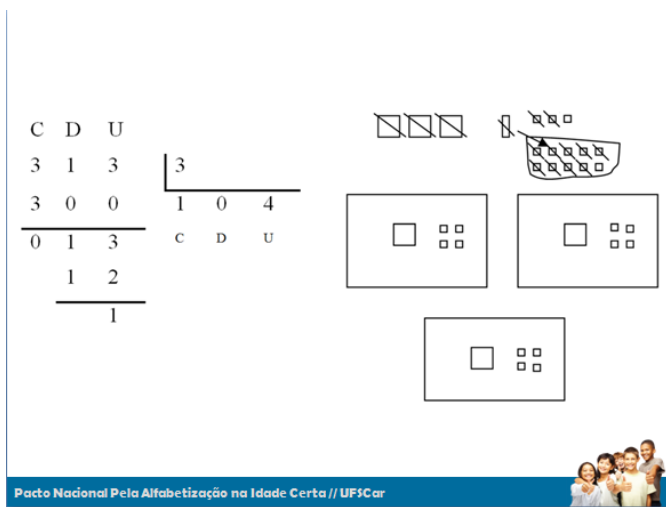 C D U
3 1 3 3
3 0 0 1 0 4
0 1 3 C D U
1 2
1
Pacto Nacional Pela Alfabetização na Idade Certa // UFSCar